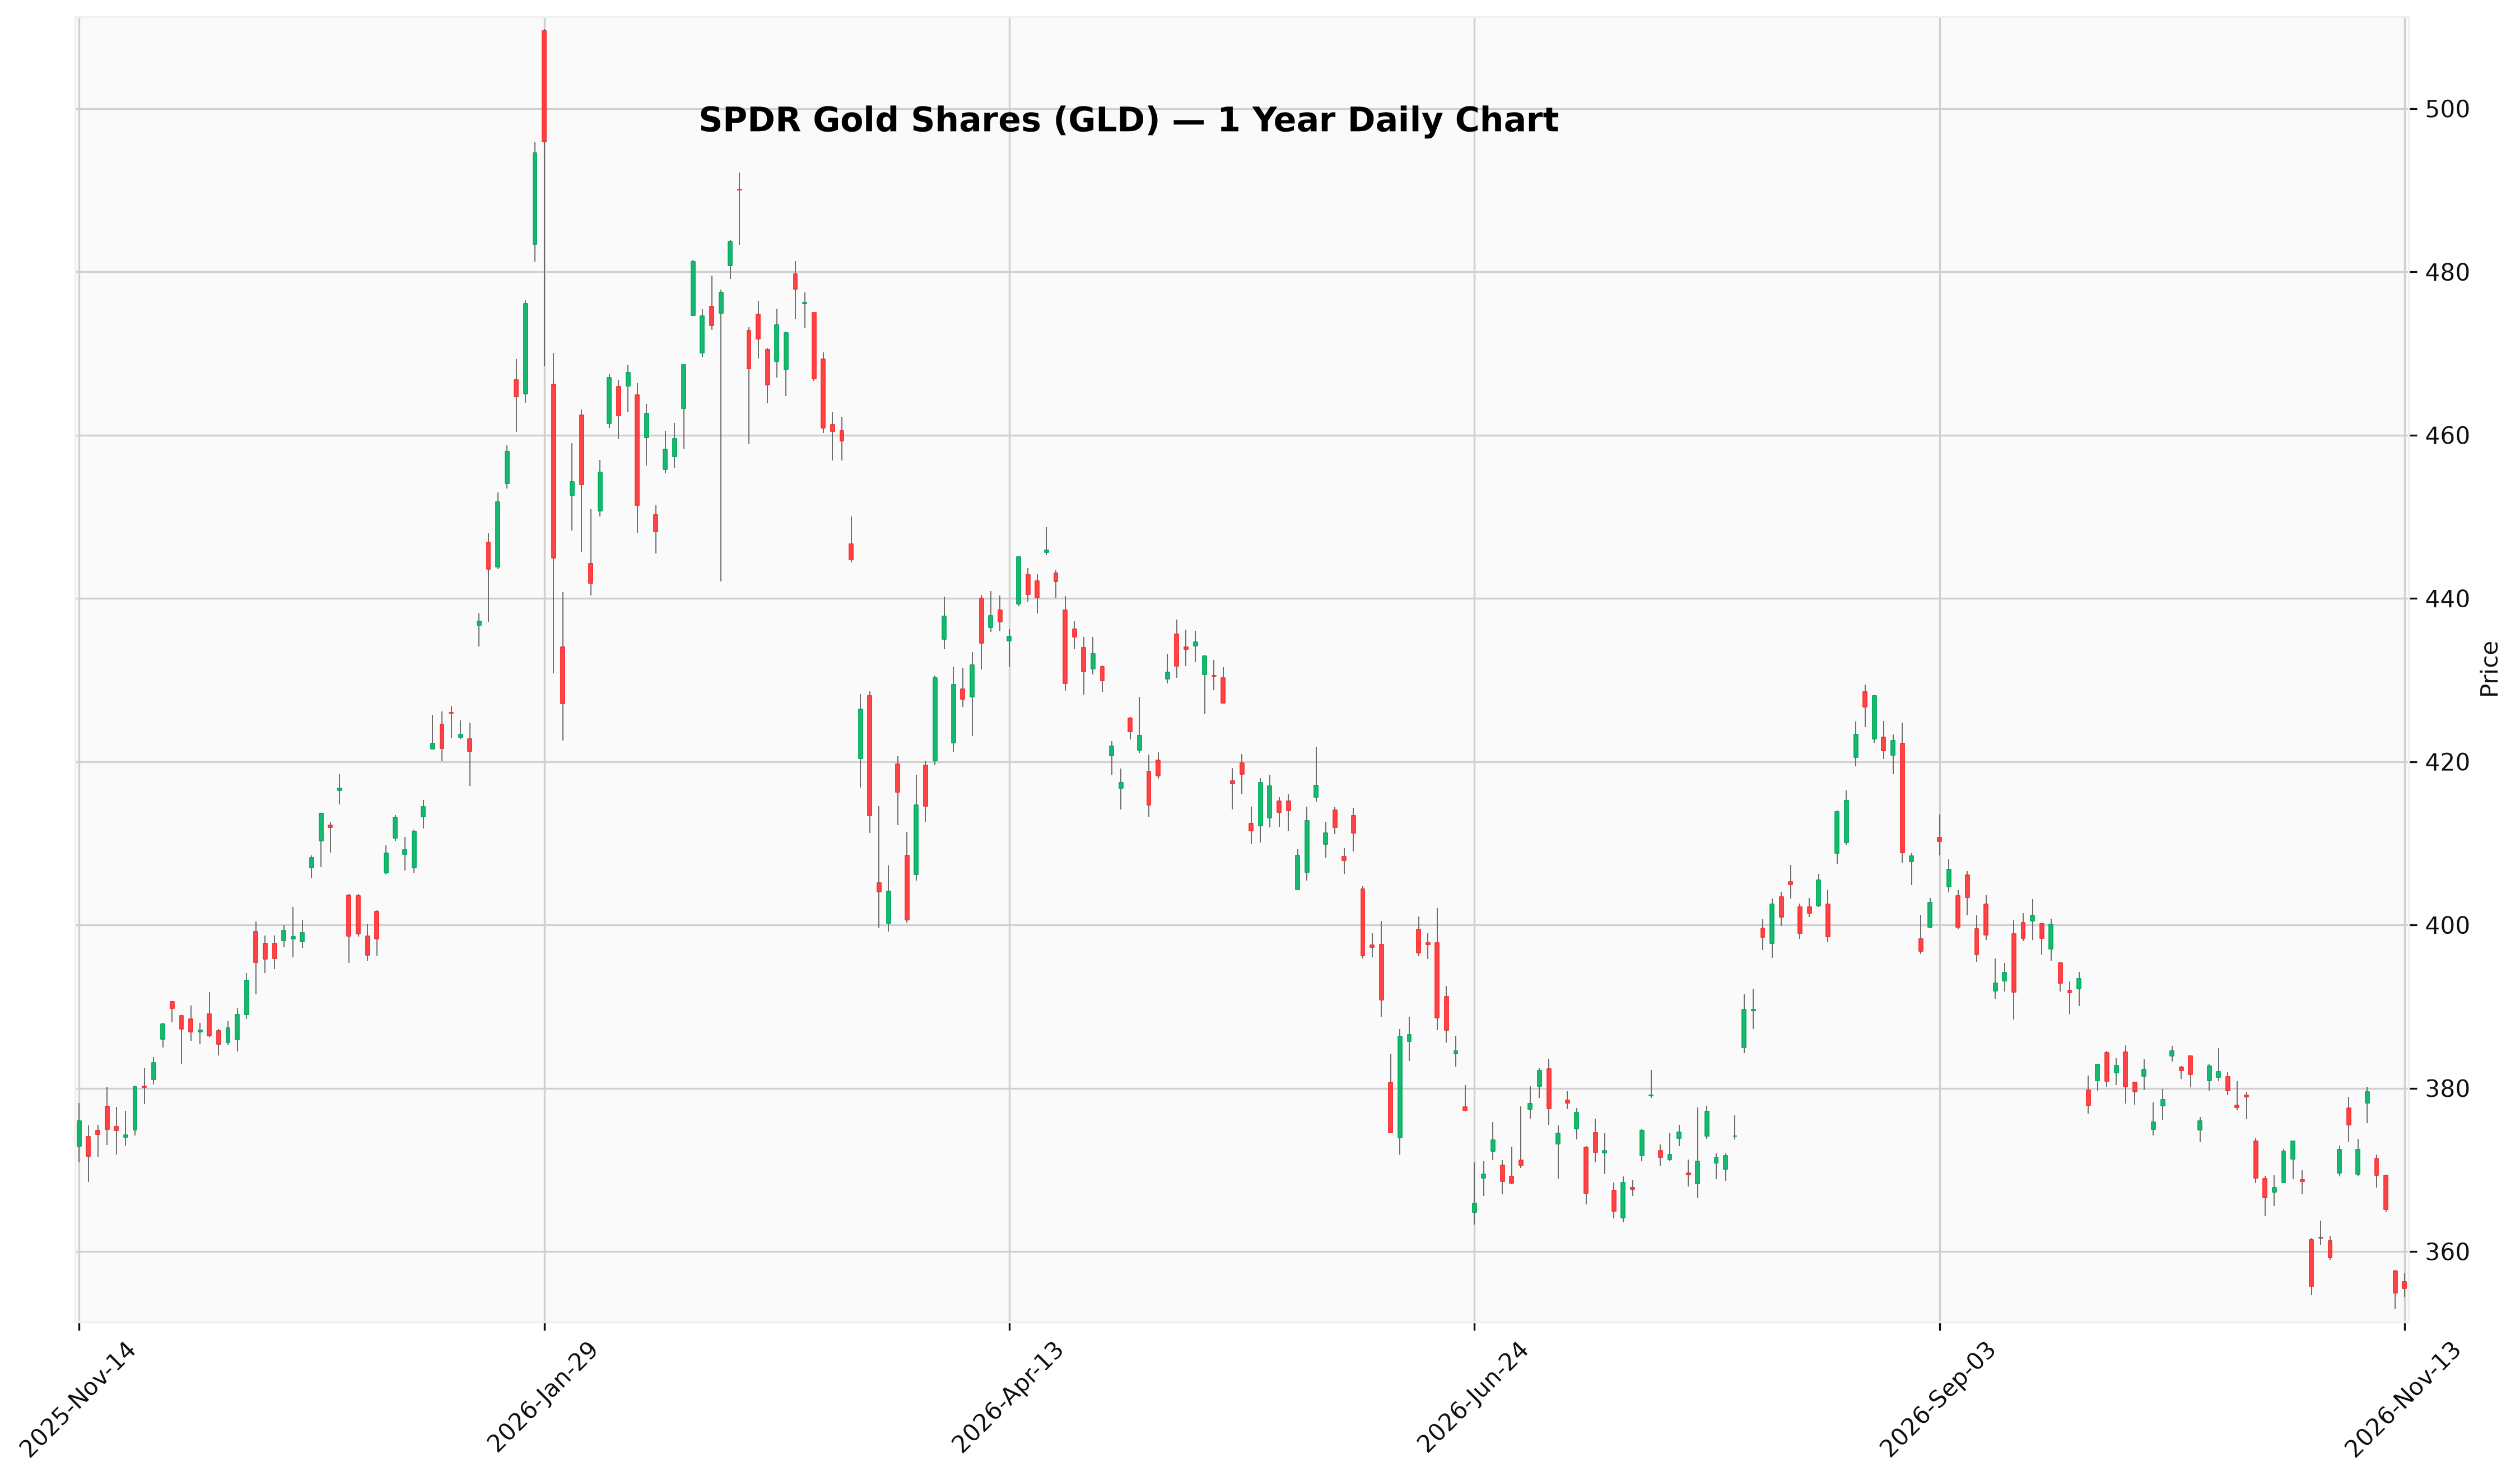 SPDR Gold Shares (GLD) — 1 Year Daily Chart
500
480
460
440
420
400
380
360
Price
2025-Nov-14
2026-Jan-29
2026-Apr-13
2026-Jun-24
2026-Sep-03
2026-Nov-13